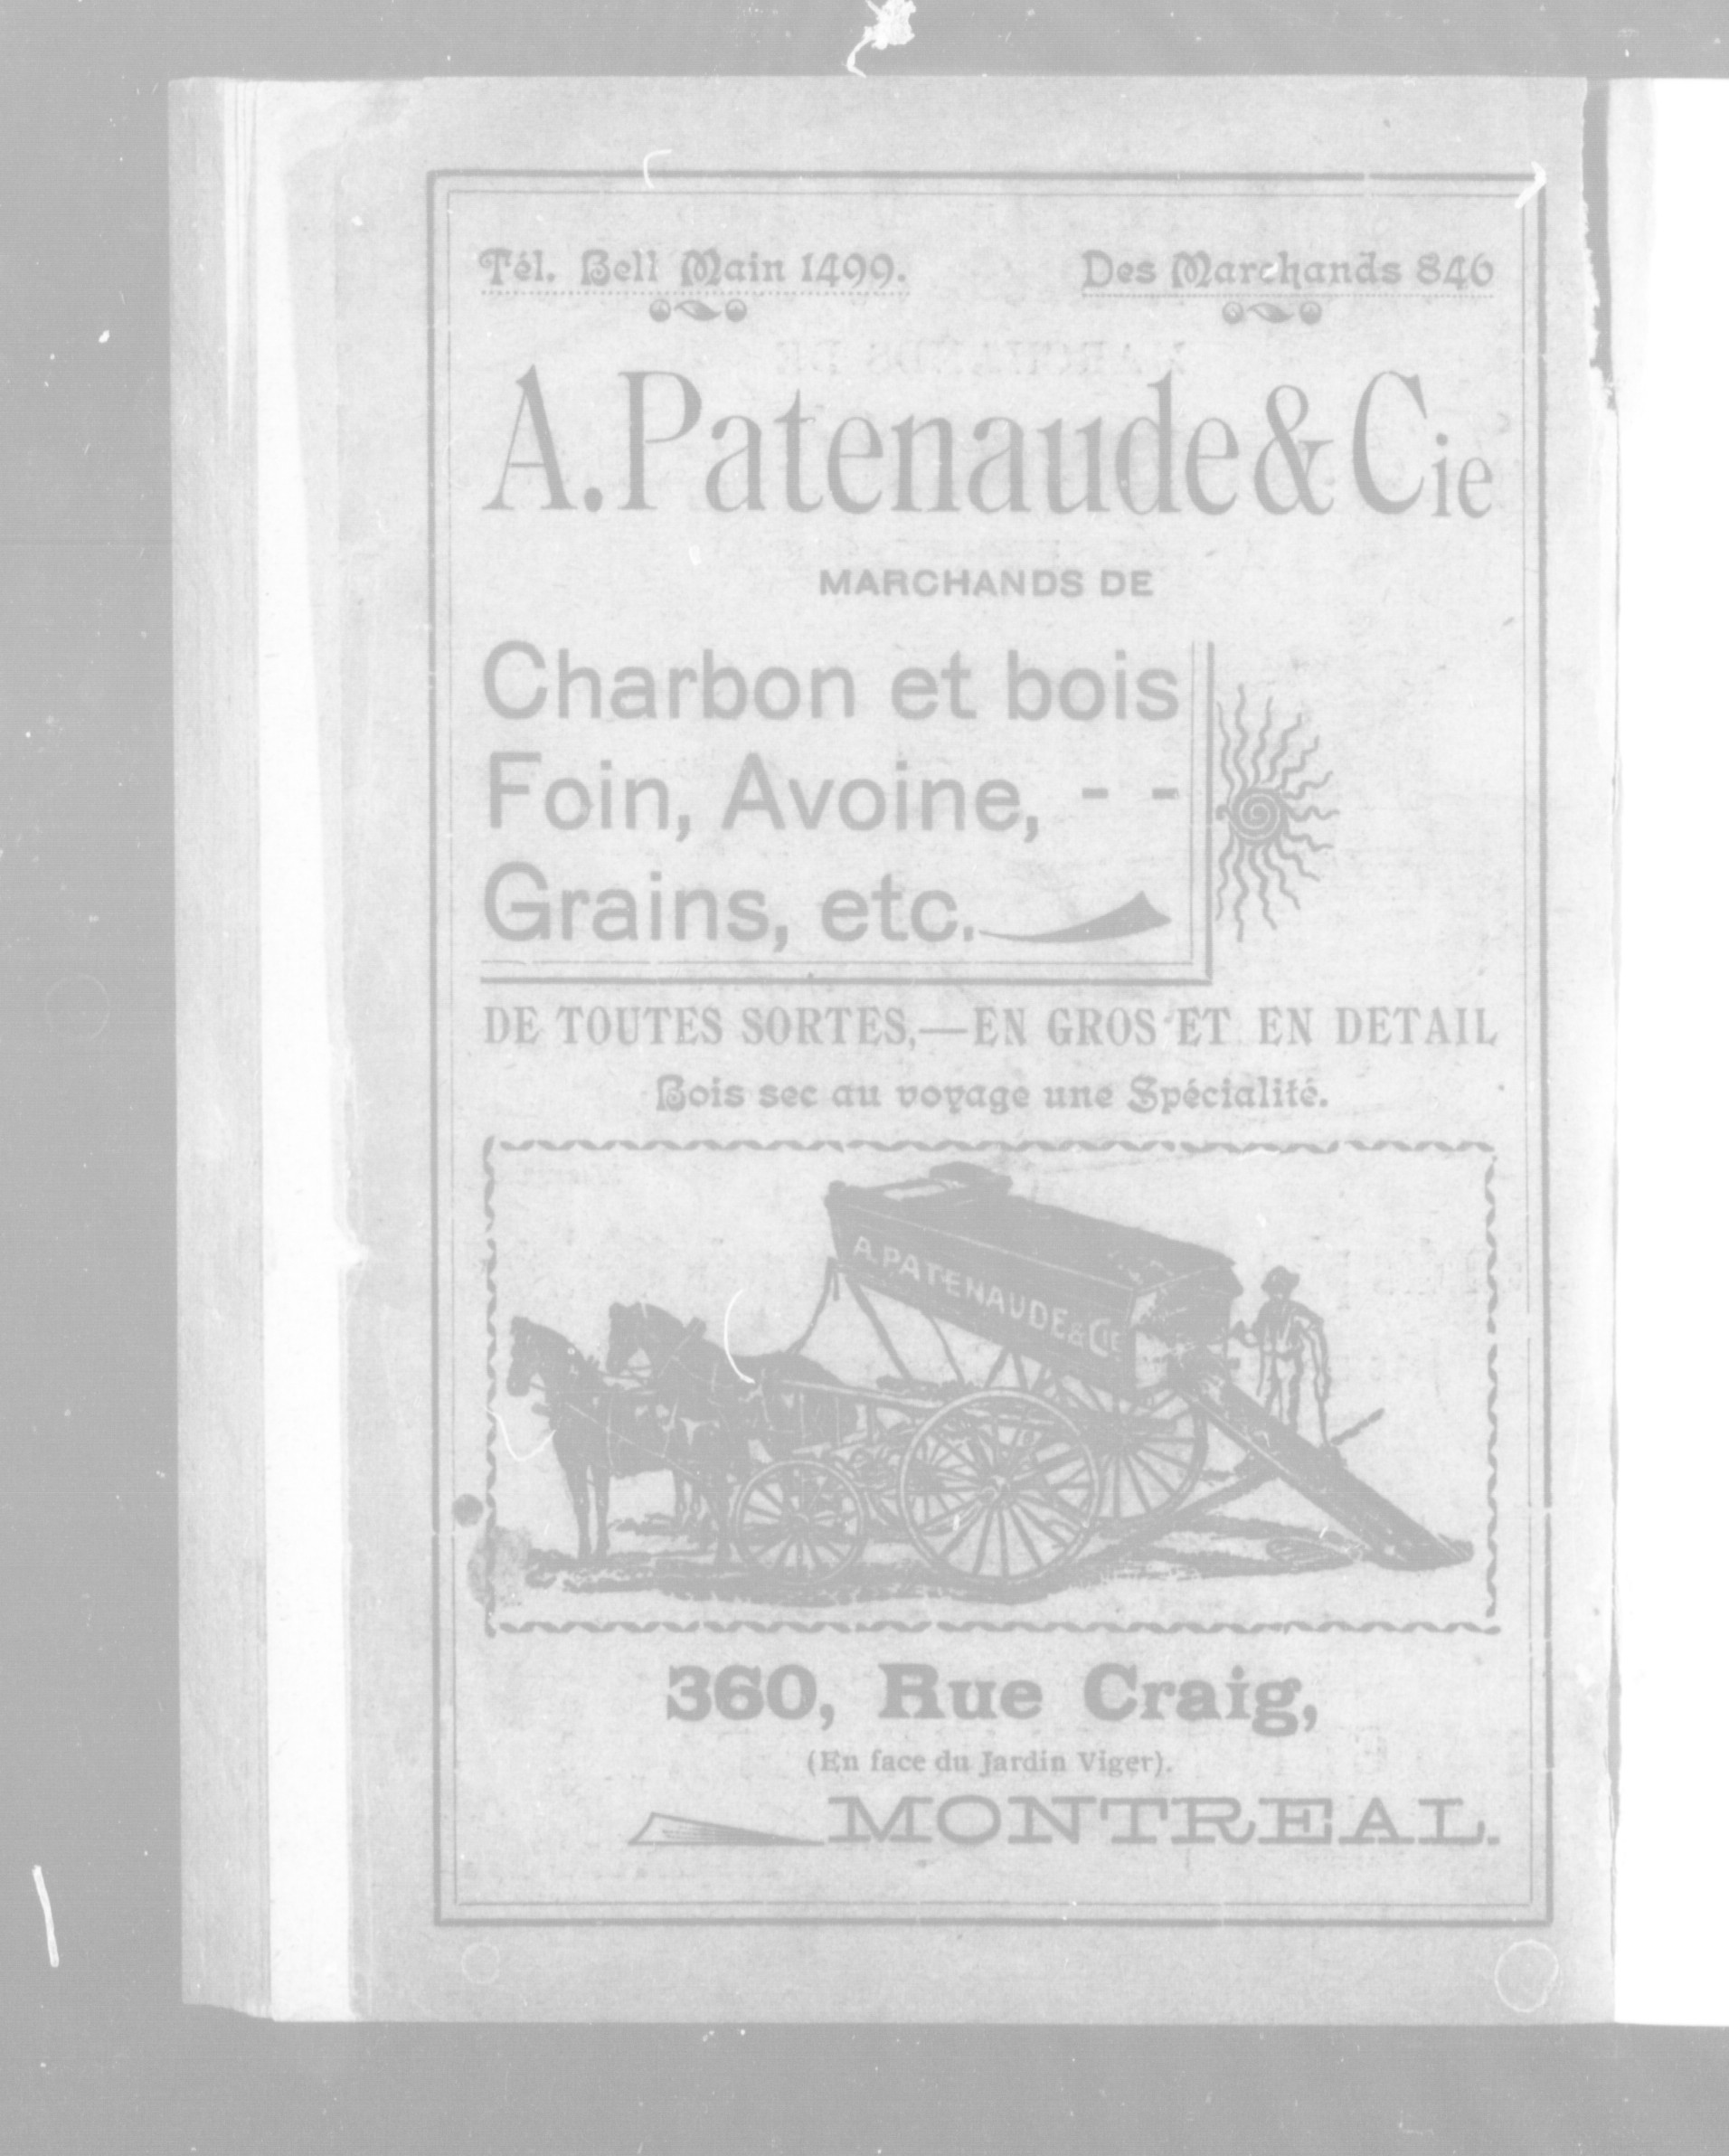 Tél. Bell Main 1499. Des Marchands 846
A. Patenaude & Cie
MARCHANDS DE
Charbon et bois
Foin, Avoine, - -
Grains, etc.
DE TOUTES SORTES,—EN GROS ET EN DETAIL
Bois sec au voyage une Spécialité.
A. PATENAUDE & CIE
360, Rue Craig,
(En face du Jardin Viger).
MONTREAL.